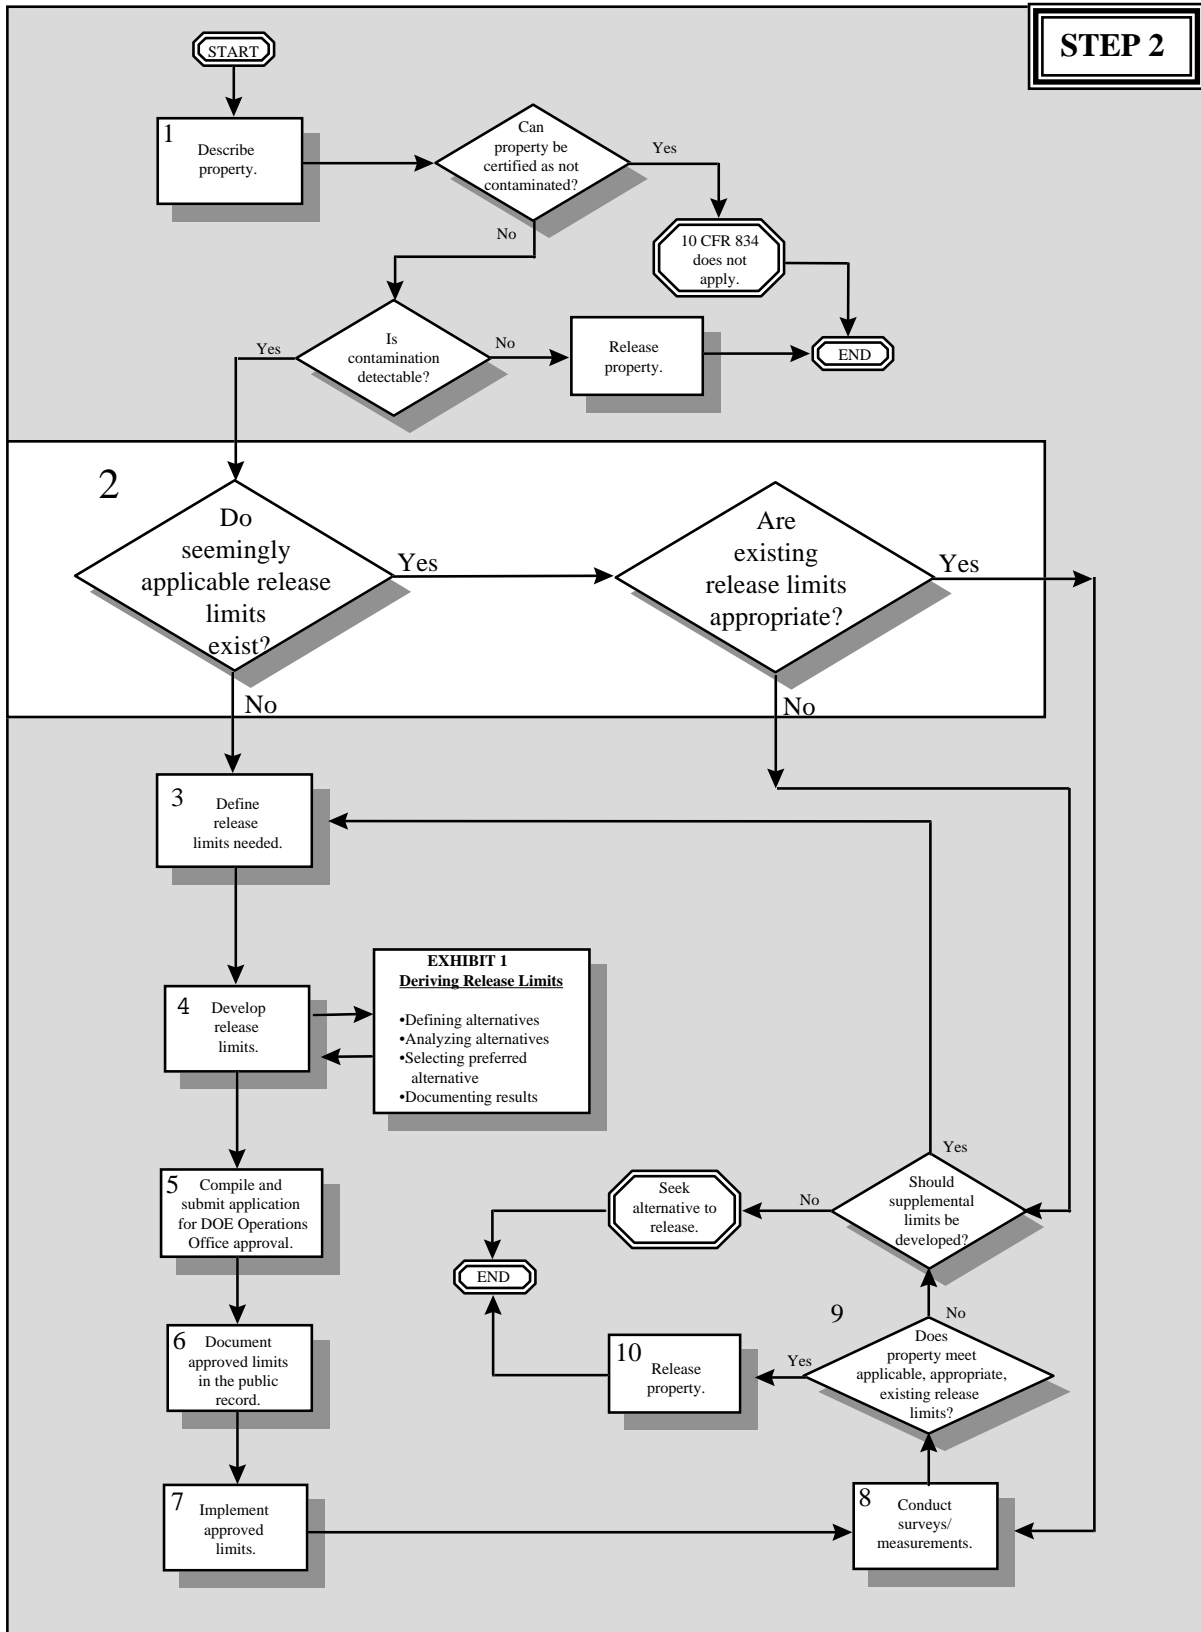 STEP 2
START
1
Describe
property.
Can
property be
certified as not
contaminated?
Yes
No
10 CFR 834
does not
apply.
Is
contamination
detectable?
Yes
No
Release
property.
END
2
Do
seemingly
applicable release
limits
exist?
Yes
No
Are
existing
release limits
appropriate?
Yes
No
3
Define
release
limits needed.
4
Develop
release
limits.
EXHIBIT 1
Deriving Release Limits
•Defining alternatives
•Analyzing alternatives
•Selecting preferred
alternative
•Documenting results
5
Compile and
submit application
for DOE Operations
Office approval.
6
Document
approved limits
in the public
record.
7
Implement
approved
limits.
8
Conduct
surveys/
measurements.
9
Does
property meet
applicable, appropriate,
existing release
limits?
Yes
No
10
Release
property.
Should
supplemental
limits be
developed?
Yes
No
Seek
alternative to
release.
END